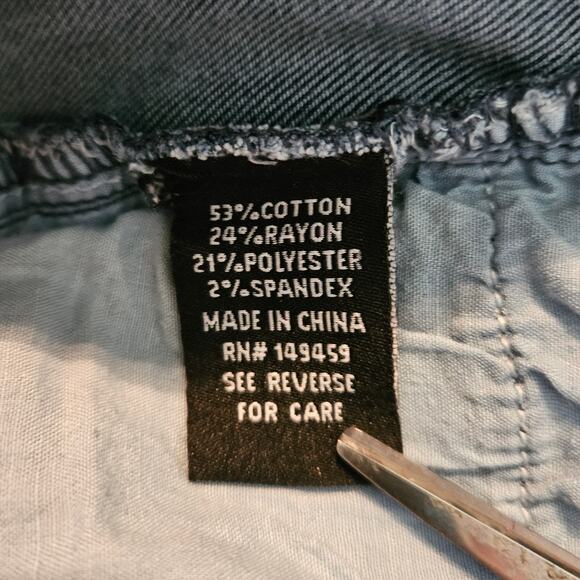 53%COTTON
24%RAYON
21%POLYESTER
2%SPANDEX
MADE IN CHINA
RN# 149459
SEE REVERSE
FOR CARE